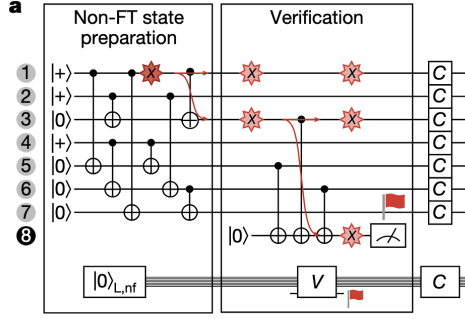 a
Non-FT state
preparation
Verification
1 |+⟩ X X X C
2 |+⟩ C
3 |0⟩ X X C
4 |+⟩ C
5 |0⟩ C
6 |0⟩ C
7 |0⟩ C
8 |0⟩ X
|0⟩L,nf V C